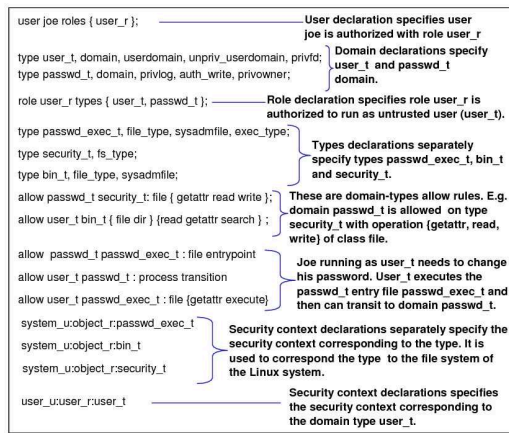 user joe roles { user_r };
User declaration specifies user
joe is authorized with role user_r
type user_t, domain, userdomain, unpriv_userdomain, privfd;
type passwd_t, domain, privlog, auth_write, privowner;
Domain declarations specify
user_t and passwd_t
domain.
role user_r types { user_t, passwd_t };
Role declaration specifies role user_r is
authorized to run as untrusted user (user_t).
type passwd_exec_t, file_type, sysadmfile, exec_type;
type security_t, fs_type;
type bin_t, file_type, sysadmfile;
Types declarations separately
specify types passwd_exec_t, bin_t
and security_t.
allow passwd_t security_t: file { getattr read write };
allow user_t bin_t { file dir } {read getattr search } ;
These are domain-types allow rules. E.g.
domain passwd_t is allowed on type
security_t with operation {getattr, read,
write} of class file.
allow passwd_t passwd_exec_t : file entrypoint
allow user_t passwd_t : process transition
allow user_t passwd_exec_t : file {getattr execute}
Joe running as user_t needs to change
his password. User_t executes the
passwd_t entry file passwd_exec_t and
then can transit to domain passwd_t.
system_u:object_r:passwd_exec_t
system_u:object_r:bin_t
system_u:object_r:security_t
Security context declarations separately specify the
security context corresponding to the type. It is
used to correspond the type to the file system of
the Linux system.
user_u:user_r:user_t
Security context declarations specifies
the security context corresponding to
the domain type user_t.